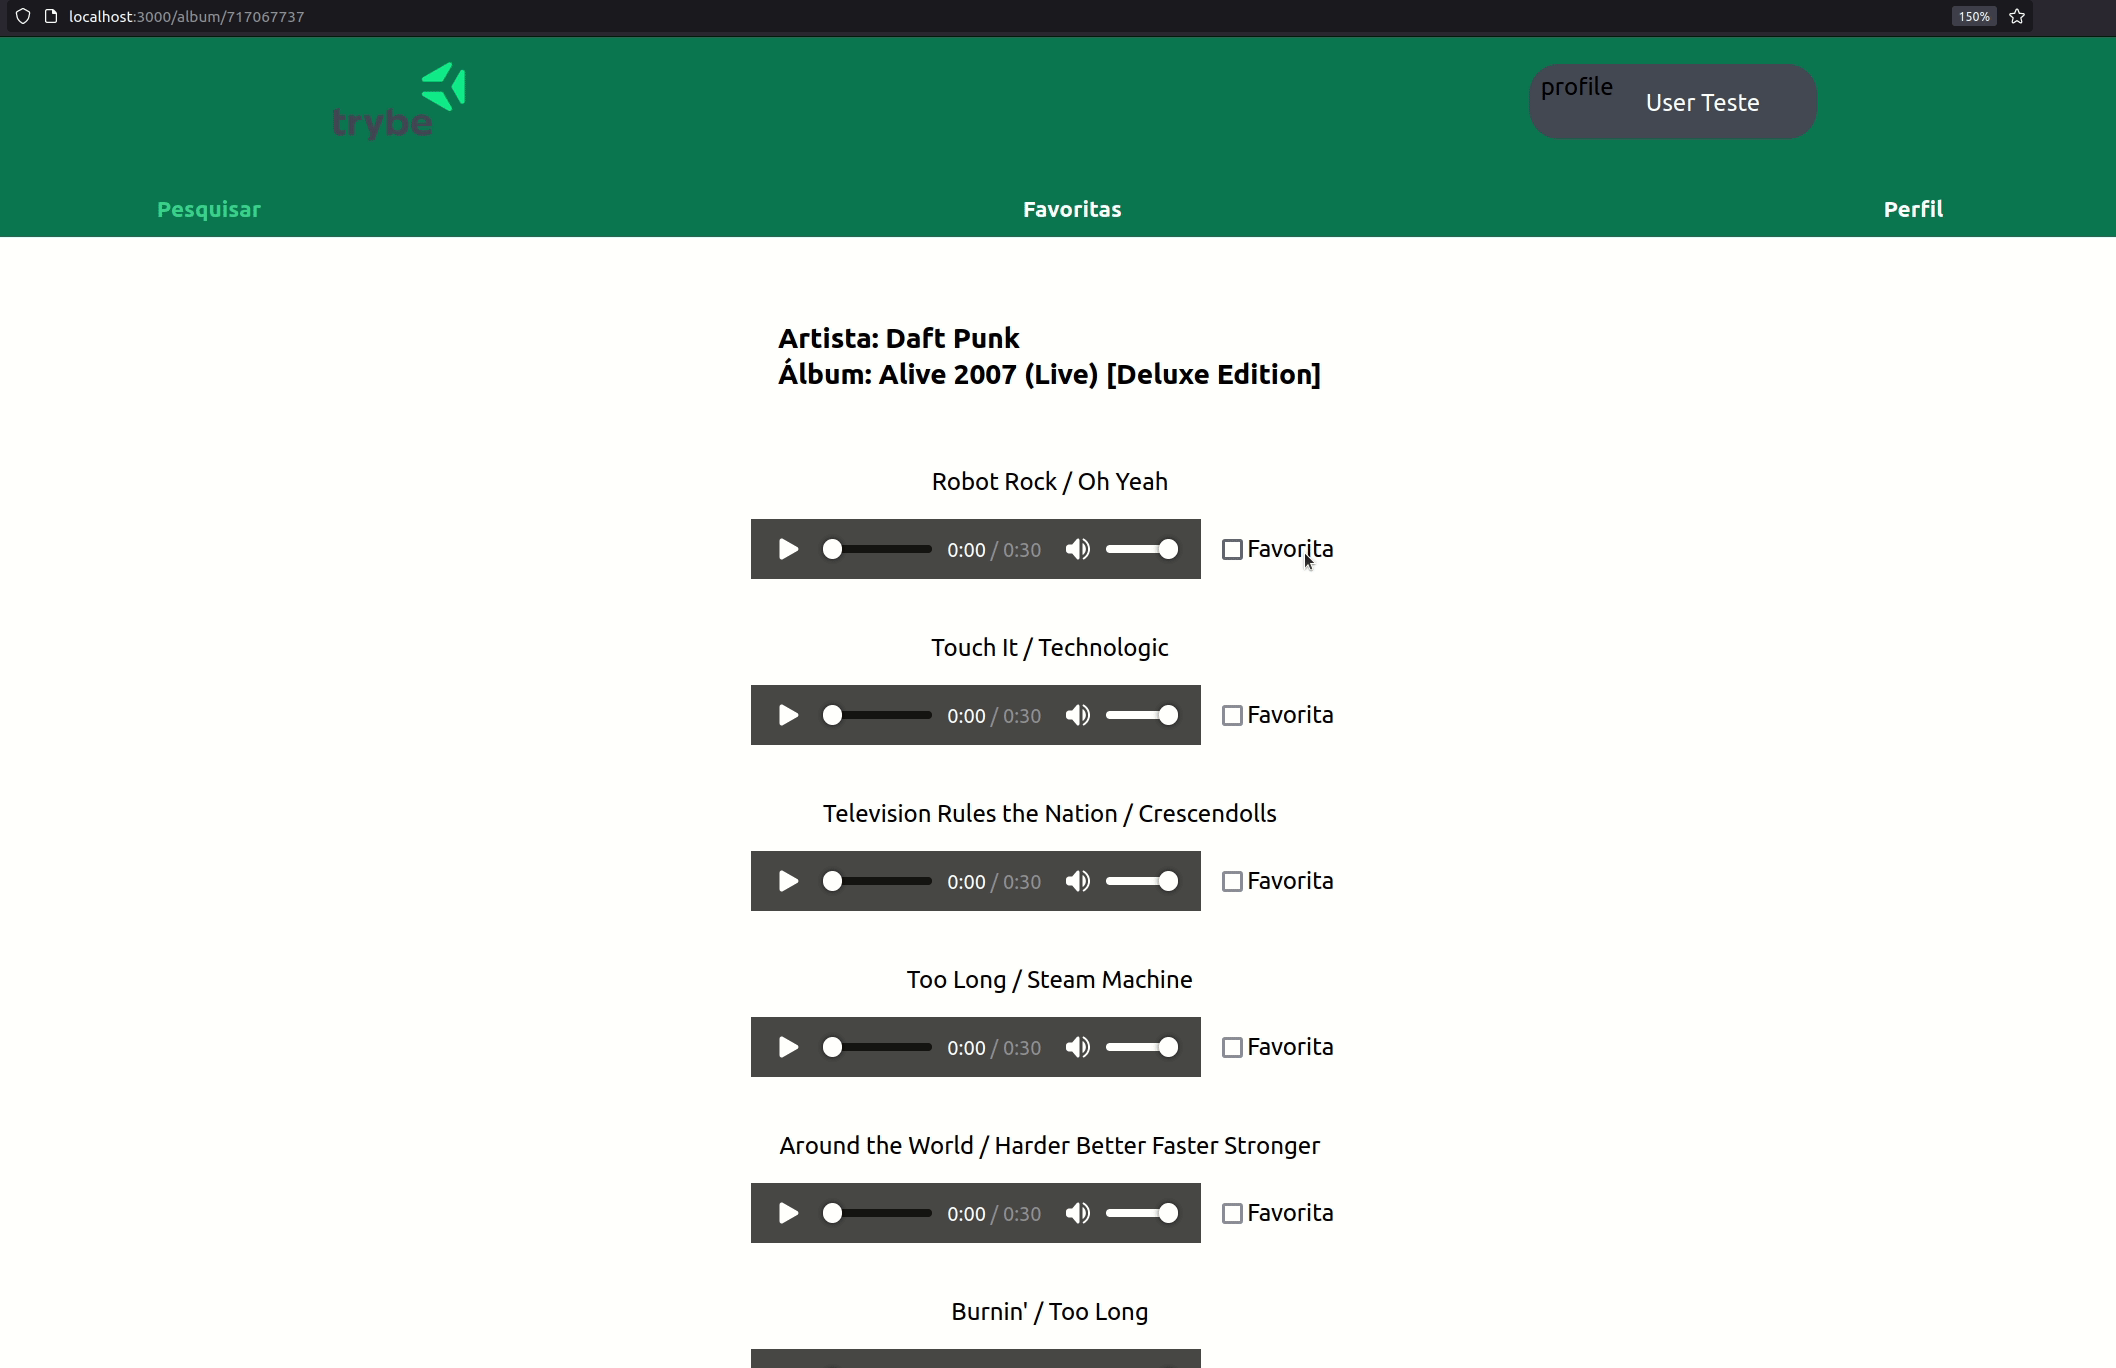 localhost:3000/album/717067737
150%
trybe
profile
User Teste
Pesquisar
Favoritas
Perfil
Artista: Daft Punk
Álbum: Alive 2007 (Live) [Deluxe Edition]
Robot Rock / Oh Yeah
0:00 / 0:30
Favorita
Touch It / Technologic
0:00 / 0:30
Favorita
Television Rules the Nation / Crescendolls
0:00 / 0:30
Favorita
Too Long / Steam Machine
0:00 / 0:30
Favorita
Around the World / Harder Better Faster Stronger
0:00 / 0:30
Favorita
Burnin' / Too Long